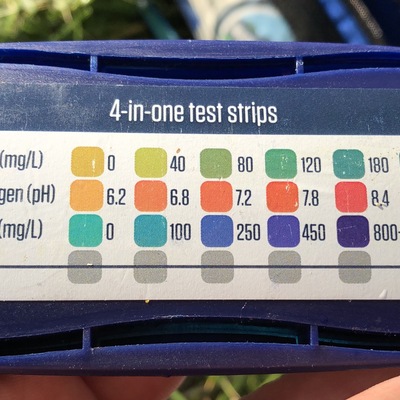 4-in-one test strips
(mg/L) 0 40 80 120 180
gen (pH) 6.2 6.8 7.2 7.8 8.4
(mg/L) 0 100 250 450 800+